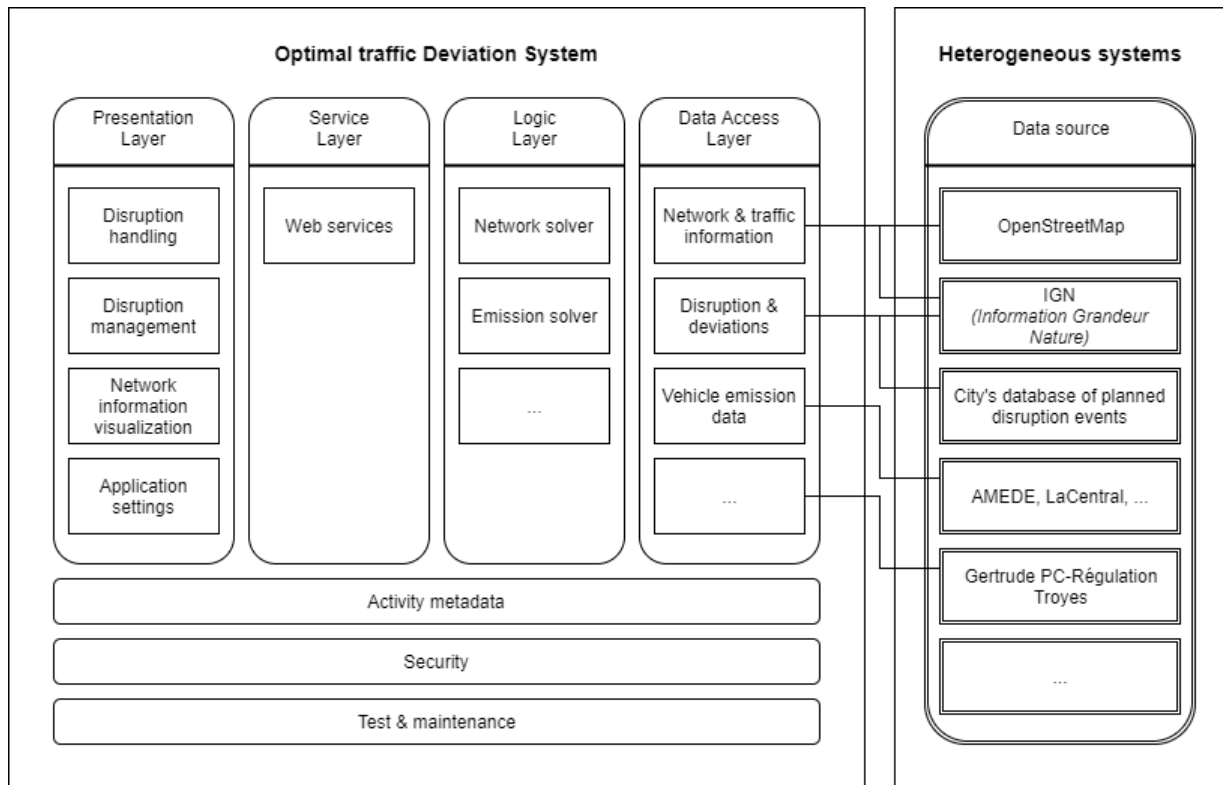 Optimal traffic Deviation System
Heterogeneous systems
Presentation
Layer
Service
Layer
Logic
Layer
Data Access
Layer
Data source
Disruption
handling
Web services
Network solver
Network & traffic
information
OpenStreetMap
Disruption
management
Emission solver
Disruption &
deviations
IGN
(Information Grandeur
Nature)
Network
information
visualization
...
Vehicle emission
data
City's database of planned
disruption events
Application
settings
...
AMEDE, LaCentral, ...
Gertrude PC-Régulation
Troyes
...
Activity metadata
Security
Test & maintenance